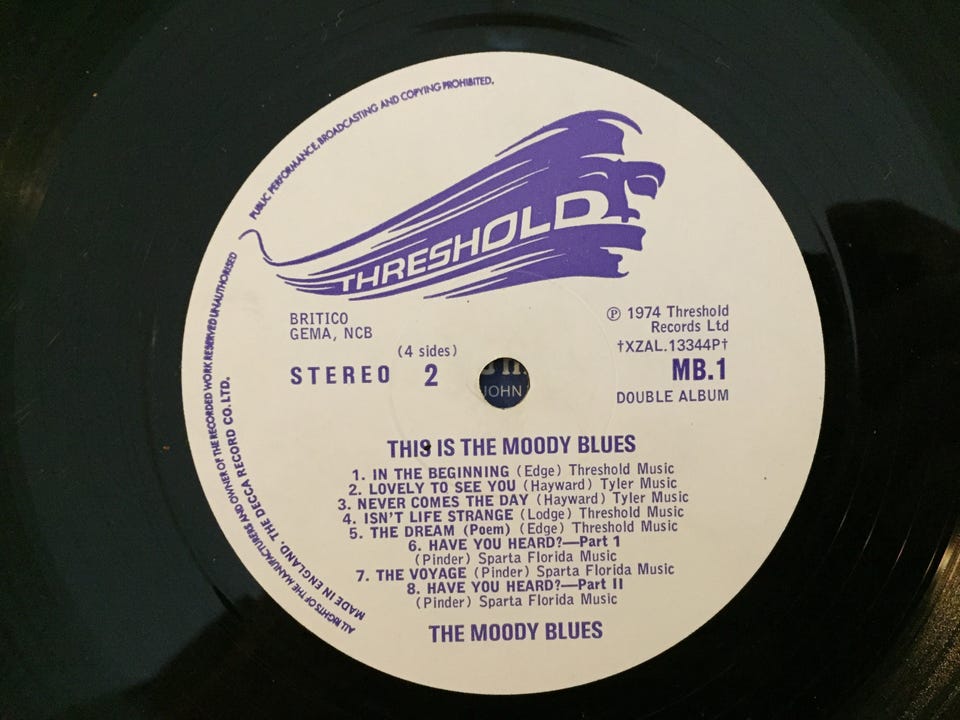 PUBLIC PERFORMANCE, BROADCASTING AND COPYING PROHIBITED.
ALL RIGHTS OF THE MANUFACTURER AND OWNER OF THE RECORDED WORK RESERVED UNAUTHORISED
MADE IN ENGLAND. THE DECCA RECORD CO. LTD.
THRESHOLD
BRITICO
GEMA, NCB
(4 sides)
STEREO 2
℗ 1974 Threshold
Records Ltd
†XZAL.13344P†
MB.1
DOUBLE ALBUM
JOHN
THIS IS THE MOODY BLUES
1. IN THE BEGINNING (Edge) Threshold Music
2. LOVELY TO SEE YOU (Hayward) Tyler Music
3. NEVER COMES THE DAY (Hayward) Tyler Music
4. ISN'T LIFE STRANGE (Lodge) Threshold Music
5. THE DREAM (Poem) (Edge) Threshold Music
6. HAVE YOU HEARD?—Part 1
(Pinder) Sparta Florida Music
7. THE VOYAGE (Pinder) Sparta Florida Music
8. HAVE YOU HEARD?—Part II
(Pinder) Sparta Florida Music
THE MOODY BLUES